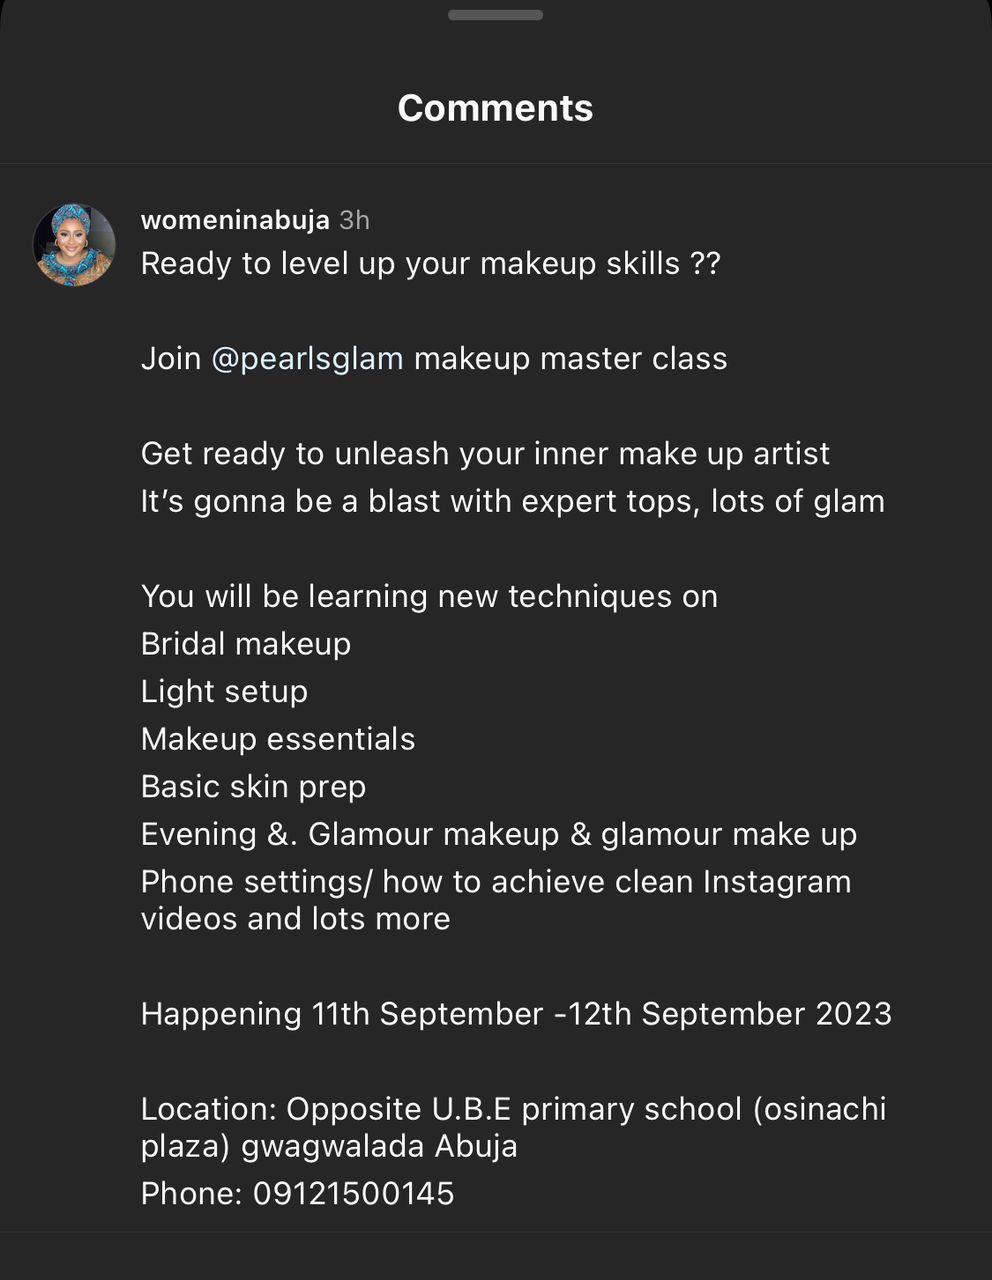 Comments
womeninabuja 3h
Ready to level up your makeup skills ??
Join @pearlsglam makeup master class
Get ready to unleash your inner make up artist
It’s gonna be a blast with expert tops, lots of glam
You will be learning new techniques on
Bridal makeup
Light setup
Makeup essentials
Basic skin prep
Evening &. Glamour makeup & glamour make up
Phone settings/ how to achieve clean Instagram
videos and lots more
Happening 11th September -12th September 2023
Location: Opposite U.B.E primary school (osinachi
plaza) gwagwalada Abuja
Phone: 09121500145